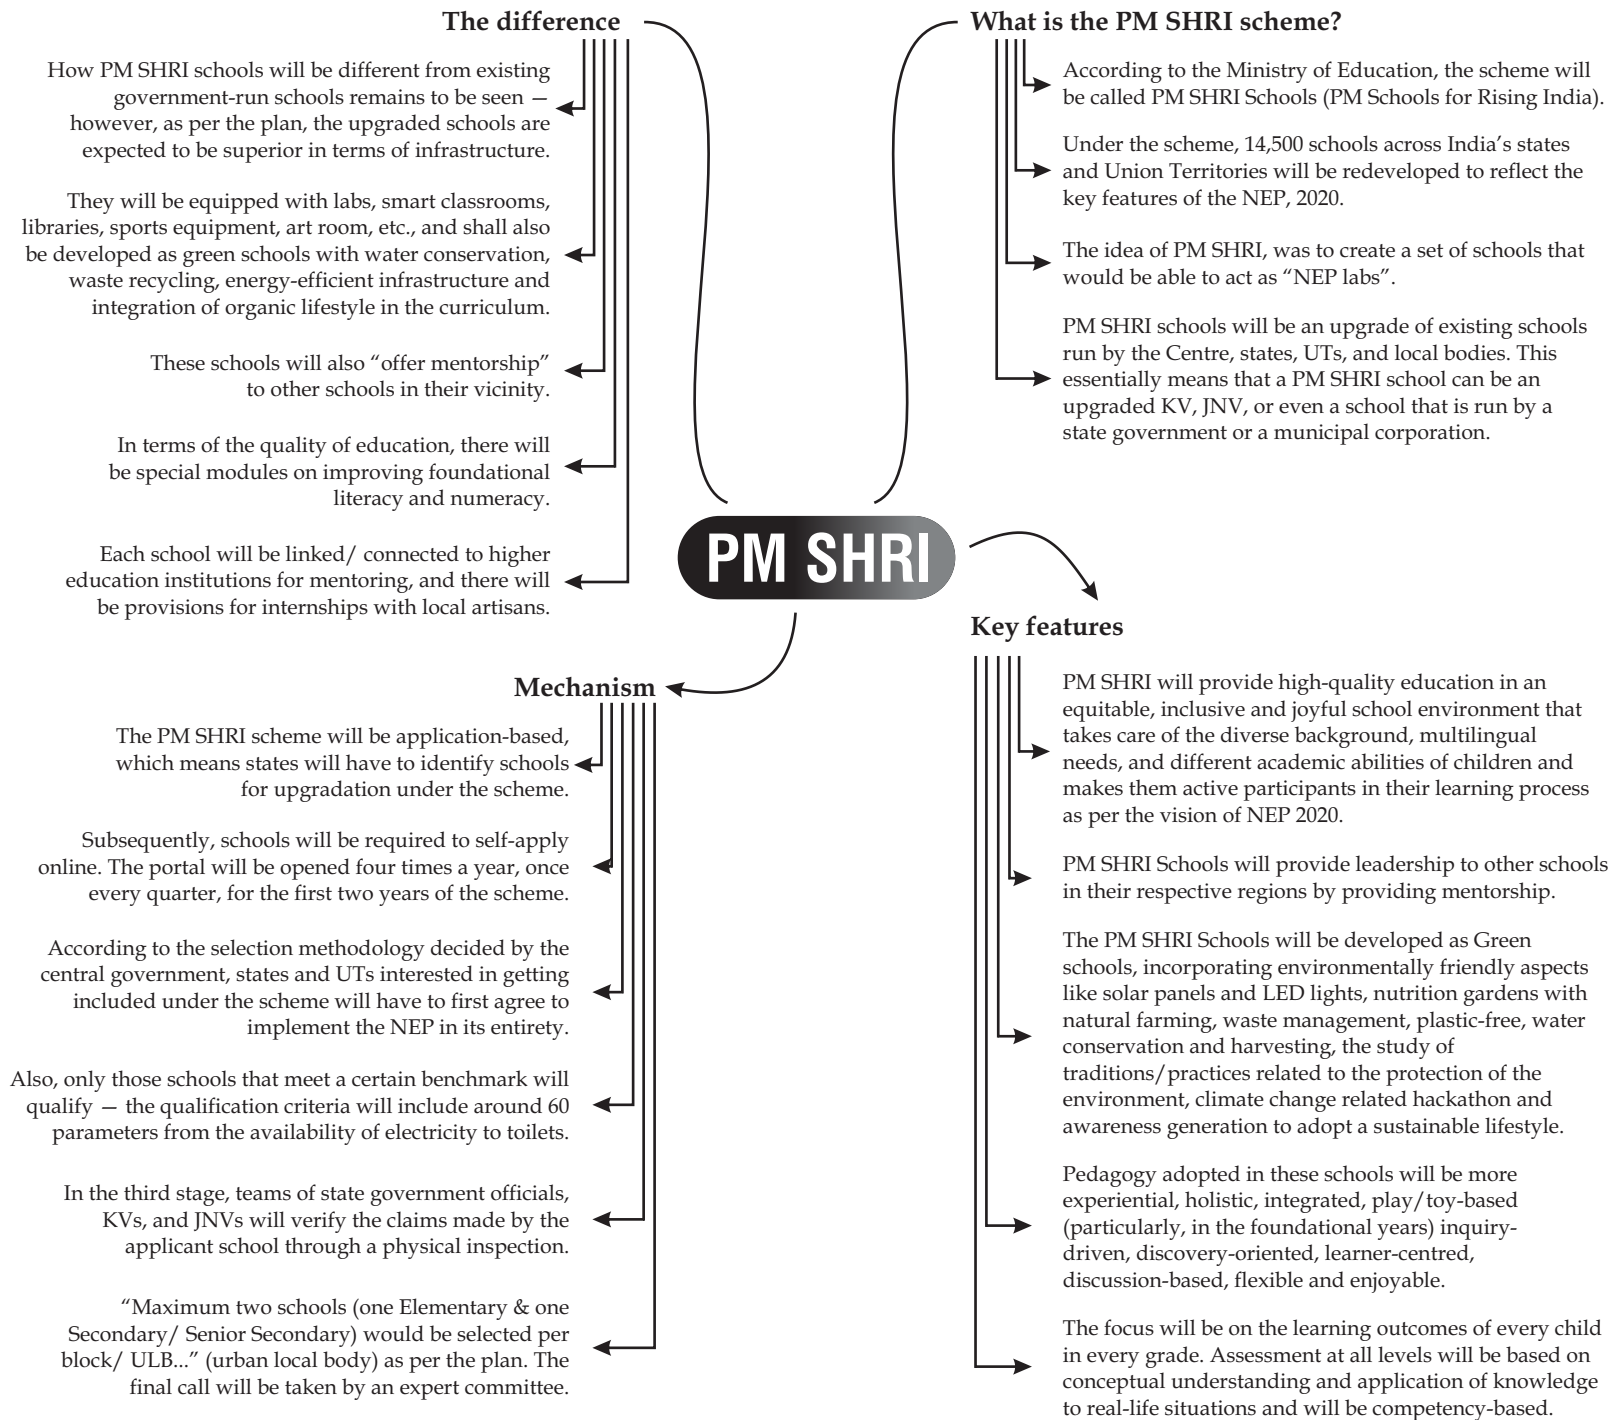 The difference
How PM SHRI schools will be different from existing
government-run schools remains to be seen —
however, as per the plan, the upgraded schools are
expected to be superior in terms of infrastructure.
They will be equipped with labs, smart classrooms,
libraries, sports equipment, art room, etc., and shall also
be developed as green schools with water conservation,
waste recycling, energy-efficient infrastructure and
integration of organic lifestyle in the curriculum.
These schools will also “offer mentorship”
to other schools in their vicinity.
In terms of the quality of education, there will
be special modules on improving foundational
literacy and numeracy.
Each school will be linked/ connected to higher
education institutions for mentoring, and there will
be provisions for internships with local artisans.
What is the PM SHRI scheme?
According to the Ministry of Education, the scheme will
be called PM SHRI Schools (PM Schools for Rising India).
Under the scheme, 14,500 schools across India’s states
and Union Territories will be redeveloped to reflect the
key features of the NEP, 2020.
The idea of PM SHRI, was to create a set of schools that
would be able to act as “NEP labs”.
PM SHRI schools will be an upgrade of existing schools
run by the Centre, states, UTs, and local bodies. This
essentially means that a PM SHRI school can be an
upgraded KV, JNV, or even a school that is run by a
state government or a municipal corporation.
PM SHRI
Mechanism
The PM SHRI scheme will be application-based,
which means states will have to identify schools
for upgradation under the scheme.
Subsequently, schools will be required to self-apply
online. The portal will be opened four times a year, once
every quarter, for the first two years of the scheme.
According to the selection methodology decided by the
central government, states and UTs interested in getting
included under the scheme will have to first agree to
implement the NEP in its entirety.
Also, only those schools that meet a certain benchmark will
qualify — the qualification criteria will include around 60
parameters from the availability of electricity to toilets.
In the third stage, teams of state government officials,
KVs, and JNVs will verify the claims made by the
applicant school through a physical inspection.
“Maximum two schools (one Elementary & one
Secondary/ Senior Secondary) would be selected per
block/ ULB...” (urban local body) as per the plan. The
final call will be taken by an expert committee.
Key features
PM SHRI will provide high-quality education in an
equitable, inclusive and joyful school environment that
takes care of the diverse background, multilingual
needs, and different academic abilities of children and
makes them active participants in their learning process
as per the vision of NEP 2020.
PM SHRI Schools will provide leadership to other schools
in their respective regions by providing mentorship.
The PM SHRI Schools will be developed as Green
schools, incorporating environmentally friendly aspects
like solar panels and LED lights, nutrition gardens with
natural farming, waste management, plastic-free, water
conservation and harvesting, the study of
traditions/practices related to the protection of the
environment, climate change related hackathon and
awareness generation to adopt a sustainable lifestyle.
Pedagogy adopted in these schools will be more
experiential, holistic, integrated, play/toy-based
(particularly, in the foundational years) inquiry-
driven, discovery-oriented, learner-centred,
discussion-based, flexible and enjoyable.
The focus will be on the learning outcomes of every child
in every grade. Assessment at all levels will be based on
conceptual understanding and application of knowledge
to real-life situations and will be competency-based.